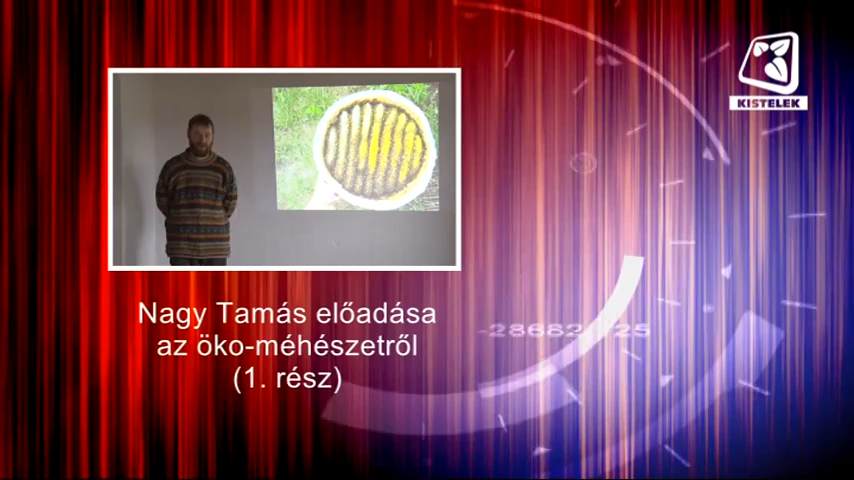 KISTELEK
Nagy Tamás előadása
az öko-méhészetről
(1. rész)